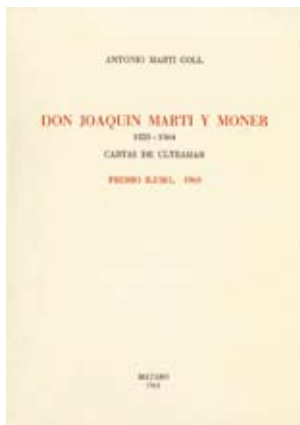 ANTONIO MARTI COLL
DON JOAQUIN MARTI Y MONER
CARTAS DE ULTRAMAR
PREMIO ILURO,
MATARO